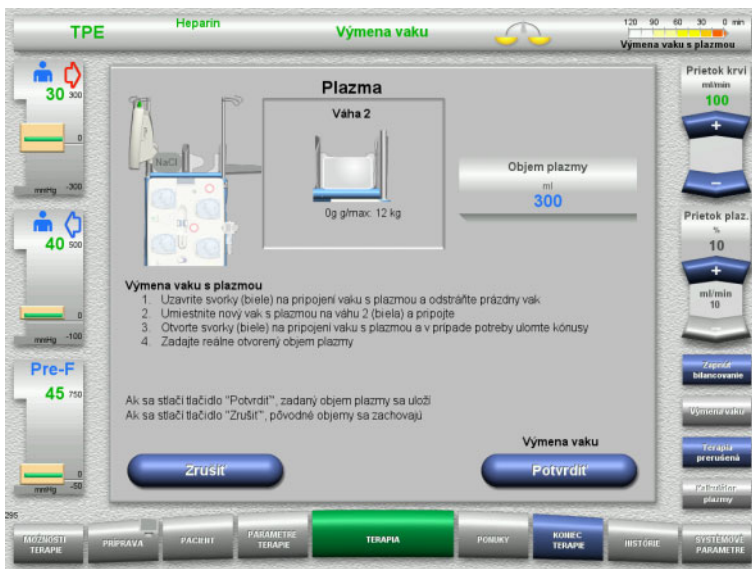 TPE
Heparin
Výmena vaku
120 90 60 30 0 min
Výmena vaku s plazmou
30 300
0
mmHg -300
40 500
0
mmHg -100
Pre-F
45 750
0
mmHg -50
Plazma
NaCl
Váha 2
0g g/max: 12 kg
Objem plazmy
ml
300
Výmena vaku s plazmou
1. Uzavrite svorky (biele) na pripojení vaku s plazmou a odstráňte prázdny vak
2. Umiestnite nový vak s plazmou na váhu 2 (biela) a pripojte
3. Otvorte svorky (biele) na pripojení vaku s plazmou a v prípade potreby ulomte kónusy
4. Zadajte reálne otvorený objem plazmy
Ak sa stlačí tlačidlo "Potvrdiť", zadaný objem plazmy sa uloží
Ak sa stlačí tlačidlo "Zrušiť", pôvodné objemy sa zachovajú
Výmena vaku
Zrušiť
Potvrdiť
Prietok krvi
ml/min
100
+
−
Prietok plaz.
%
10
+
ml/min
10
−
Zapnúť
bilancovanie
Výmena vaku
Terapia
prerušená
Kalkulátor
plazmy
295
MOŽNOSTI
TERAPIE
PRÍPRAVA
PACIENT
PARAMETRE
TERAPIE
TERAPIA
PONUKY
KONIEC
TERAPIE
HISTÓRIE
SYSTÉMOVÉ
PARAMETRE